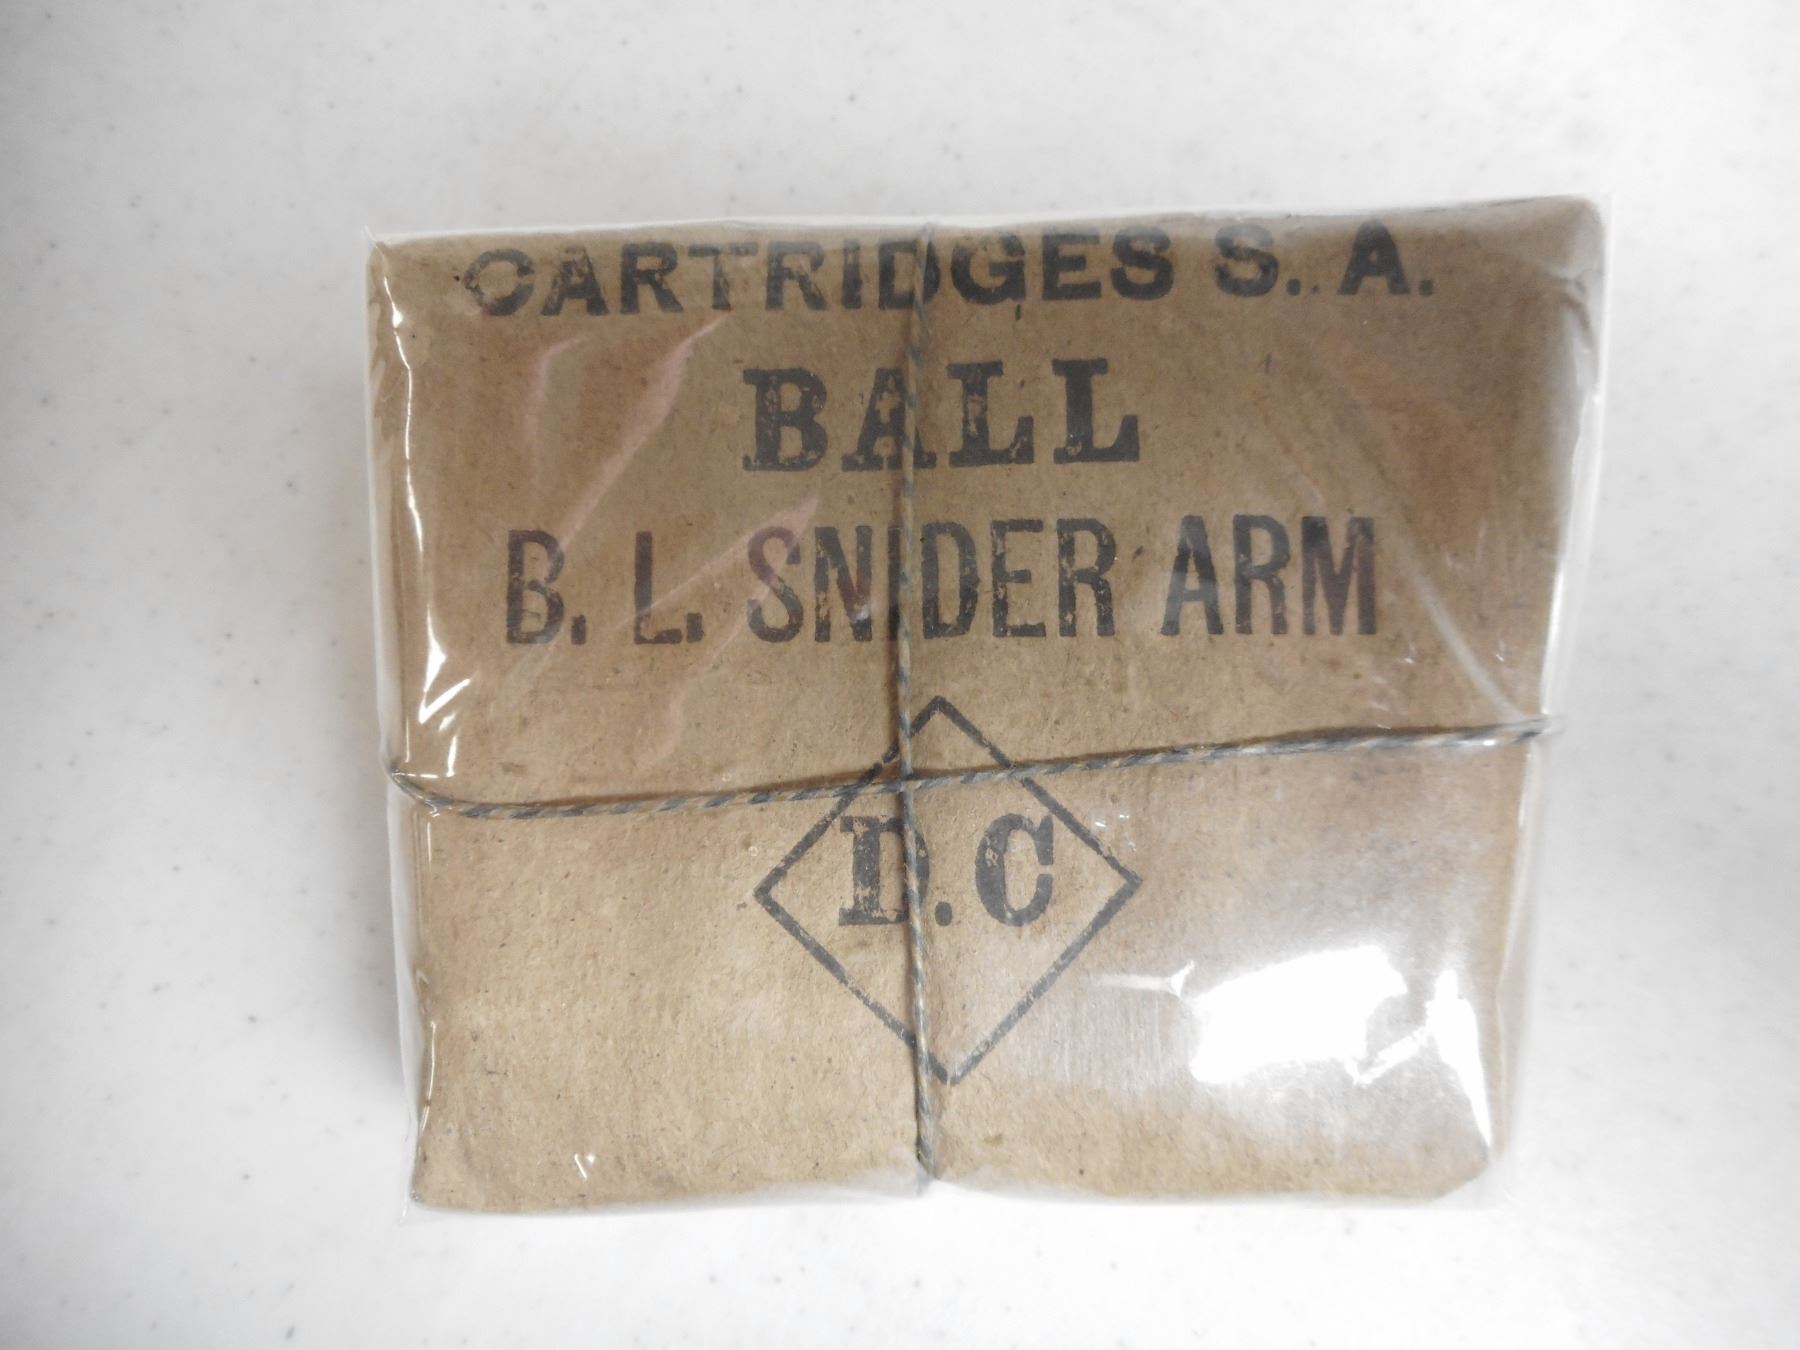 CARTRIDGES S. A.
BALL
B. L. SNIDER ARM
D.C